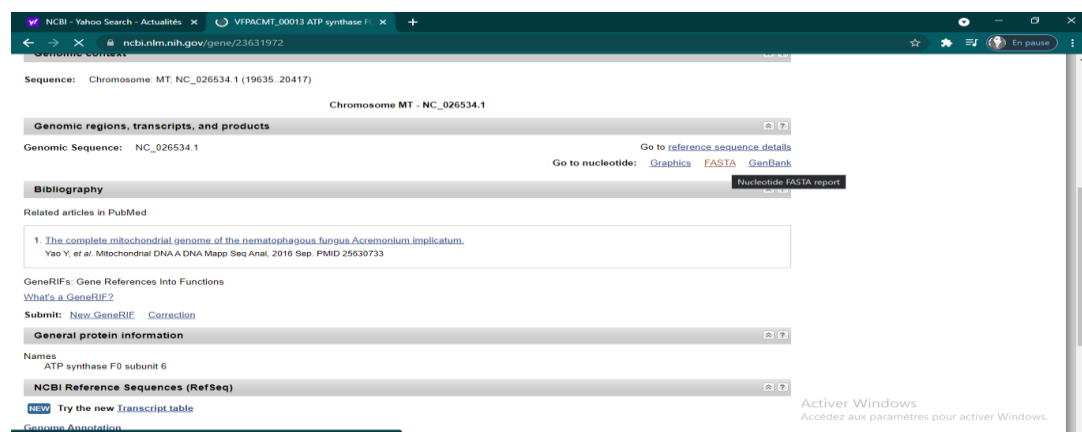 NCBI - Yahoo Search - Actualités
VFPACMT_00013 ATP synthase F(
ncbi.nlm.nih.gov/gene/23631972
En pause
Genomic context
Sequence: Chromosome: MT; NC_026534.1 (19635..20417)
Chromosome MT - NC_026534.1
Genomic regions, transcripts, and products
Genomic Sequence: NC_026534.1
Go to reference sequence details
Go to nucleotide: Graphics FASTA GenBank
Nucleotide FASTA report
Bibliography
Related articles in PubMed
1. The complete mitochondrial genome of the nematophagous fungus Acremonium implicatum.
Yao Y, et al. Mitochondrial DNA A DNA Mapp Seq Anal, 2016 Sep. PMID 25630733
GeneRIFs: Gene References Into Functions
What's a GeneRIF?
Submit: New GeneRIF Correction
General protein information
Names
ATP synthase F0 subunit 6
NCBI Reference Sequences (RefSeq)
NEW Try the new Transcript table
Genome Annotation
Activer Windows
Accédez aux paramètres pour activer Windows.